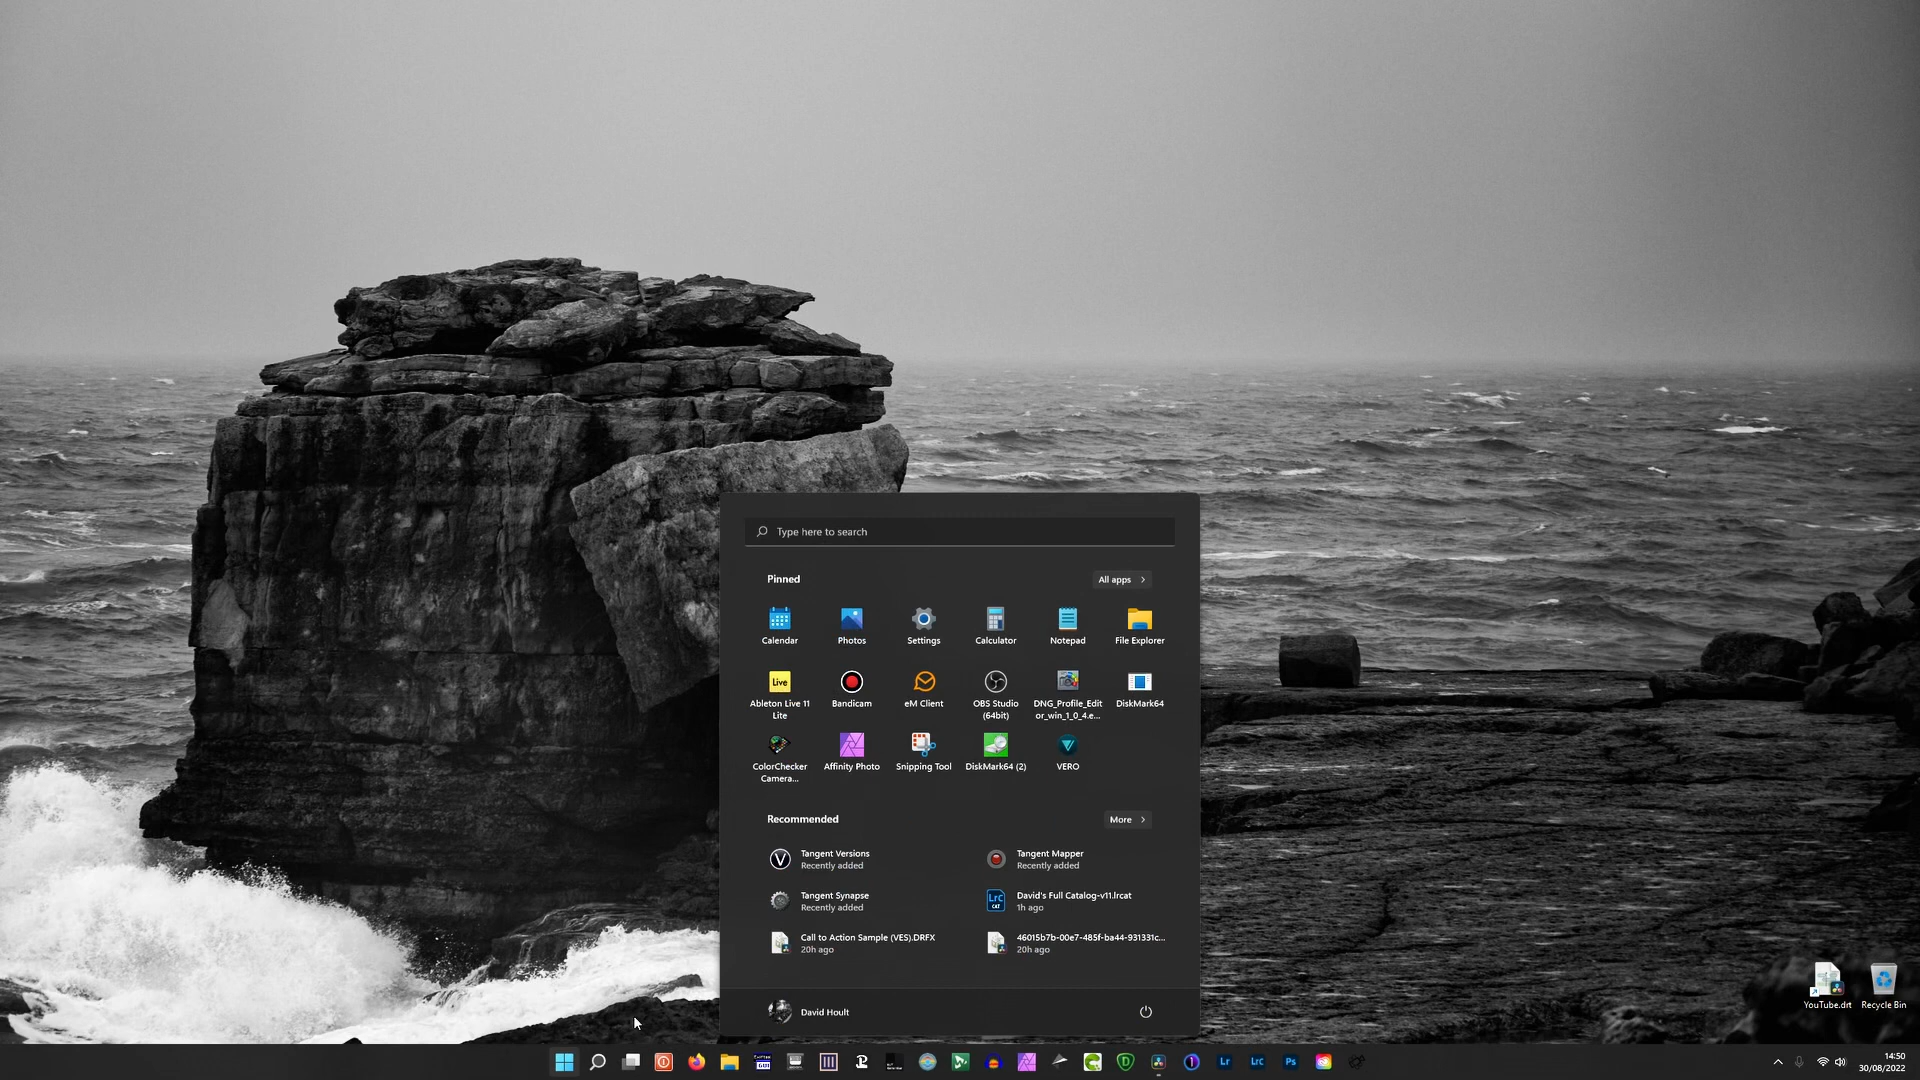 Type here to search
Pinned
All apps
Calendar
Photos
Settings
Calculator
Notepad
File Explorer
Live
Ableton Live 11
Lite
Bandicam
eM Client
OBS Studio
(64bit)
DNG_Profile_Edit
or_win_1_0_4.e...
DiskMark64
ColorChecker
Camera...
Affinity Photo
Snipping Tool
DiskMark64 (2)
VERO
Recommended
More
Tangent Versions
Recently added
Tangent Mapper
Recently added
Tangent Synapse
Recently added
LrC
CAT
David's Full Catalog-v11.lrcat
1h ago
Call to Action Sample (VES).DRFX
20h ago
46015b7b-00e7-485f-ba44-931331c...
20h ago
David Hoult
YouTube.drt
Recycle Bin
GUI
Lr
LrC
Ps
14:50
30/08/2022